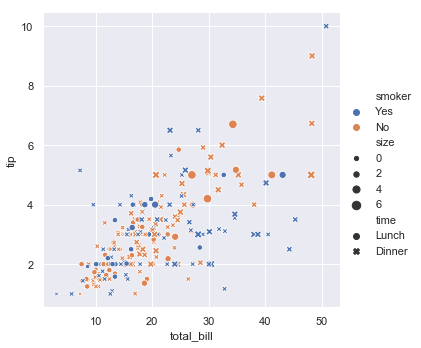 10
8
6
4
2
tip
10
20
30
40
50
total_bill
smoker
Yes
No
size
0
2
4
6
time
Lunch
Dinner